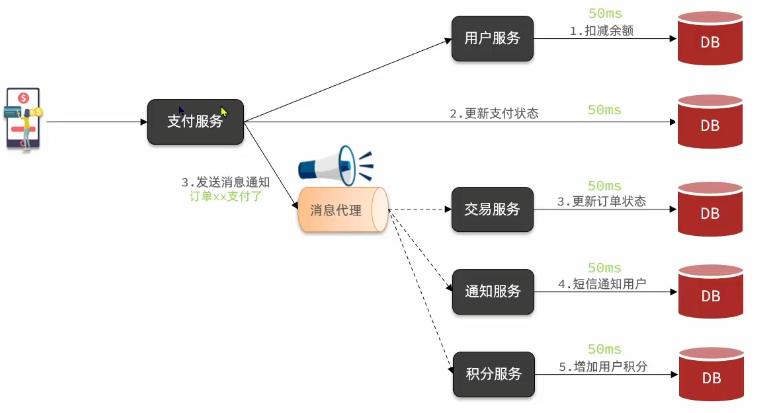 50ms
用户服务
1.扣减余额
DB
支付服务
2.更新支付状态
50ms
DB
3.发送消息通知
订单xx支付了
消息代理
50ms
交易服务
3.更新订单状态
DB
50ms
通知服务
4.短信通知用户
DB
50ms
积分服务
5.增加用户积分
DB